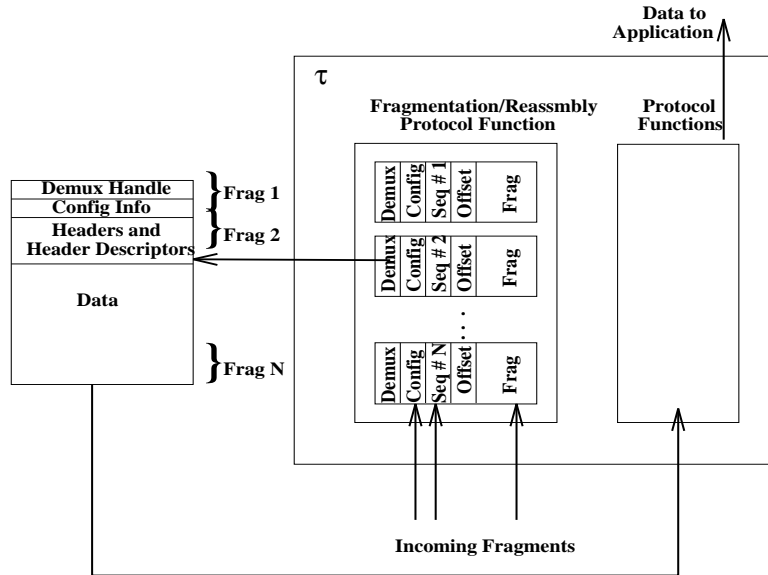 Data to
Application
τ
Fragmentation/Reassmbly
Protocol Function
Protocol
Functions
Demux
Config
Seq # 1
Offset
Frag
Demux Handle
Config Info
Headers and
Header Descriptors
Data
Frag 1
Frag 2
Frag N
Demux
Config
Seq # 2
Offset
Frag
. . . .
Demux
Config
Seq # N
Offset
Frag
Incoming Fragments